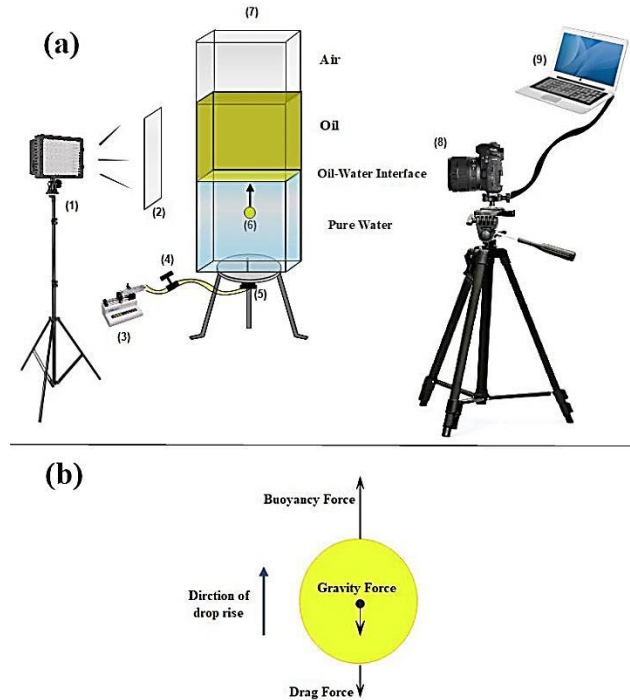 (7)
(a)
Air
(9)
Oil
(8)
Oil-Water Interface
(1)
(2)
(6)
Pure Water
(4)
(5)
(3)
(b)
Buoyancy Force
Dirction of
drop rise
Gravity Force
Drag Force